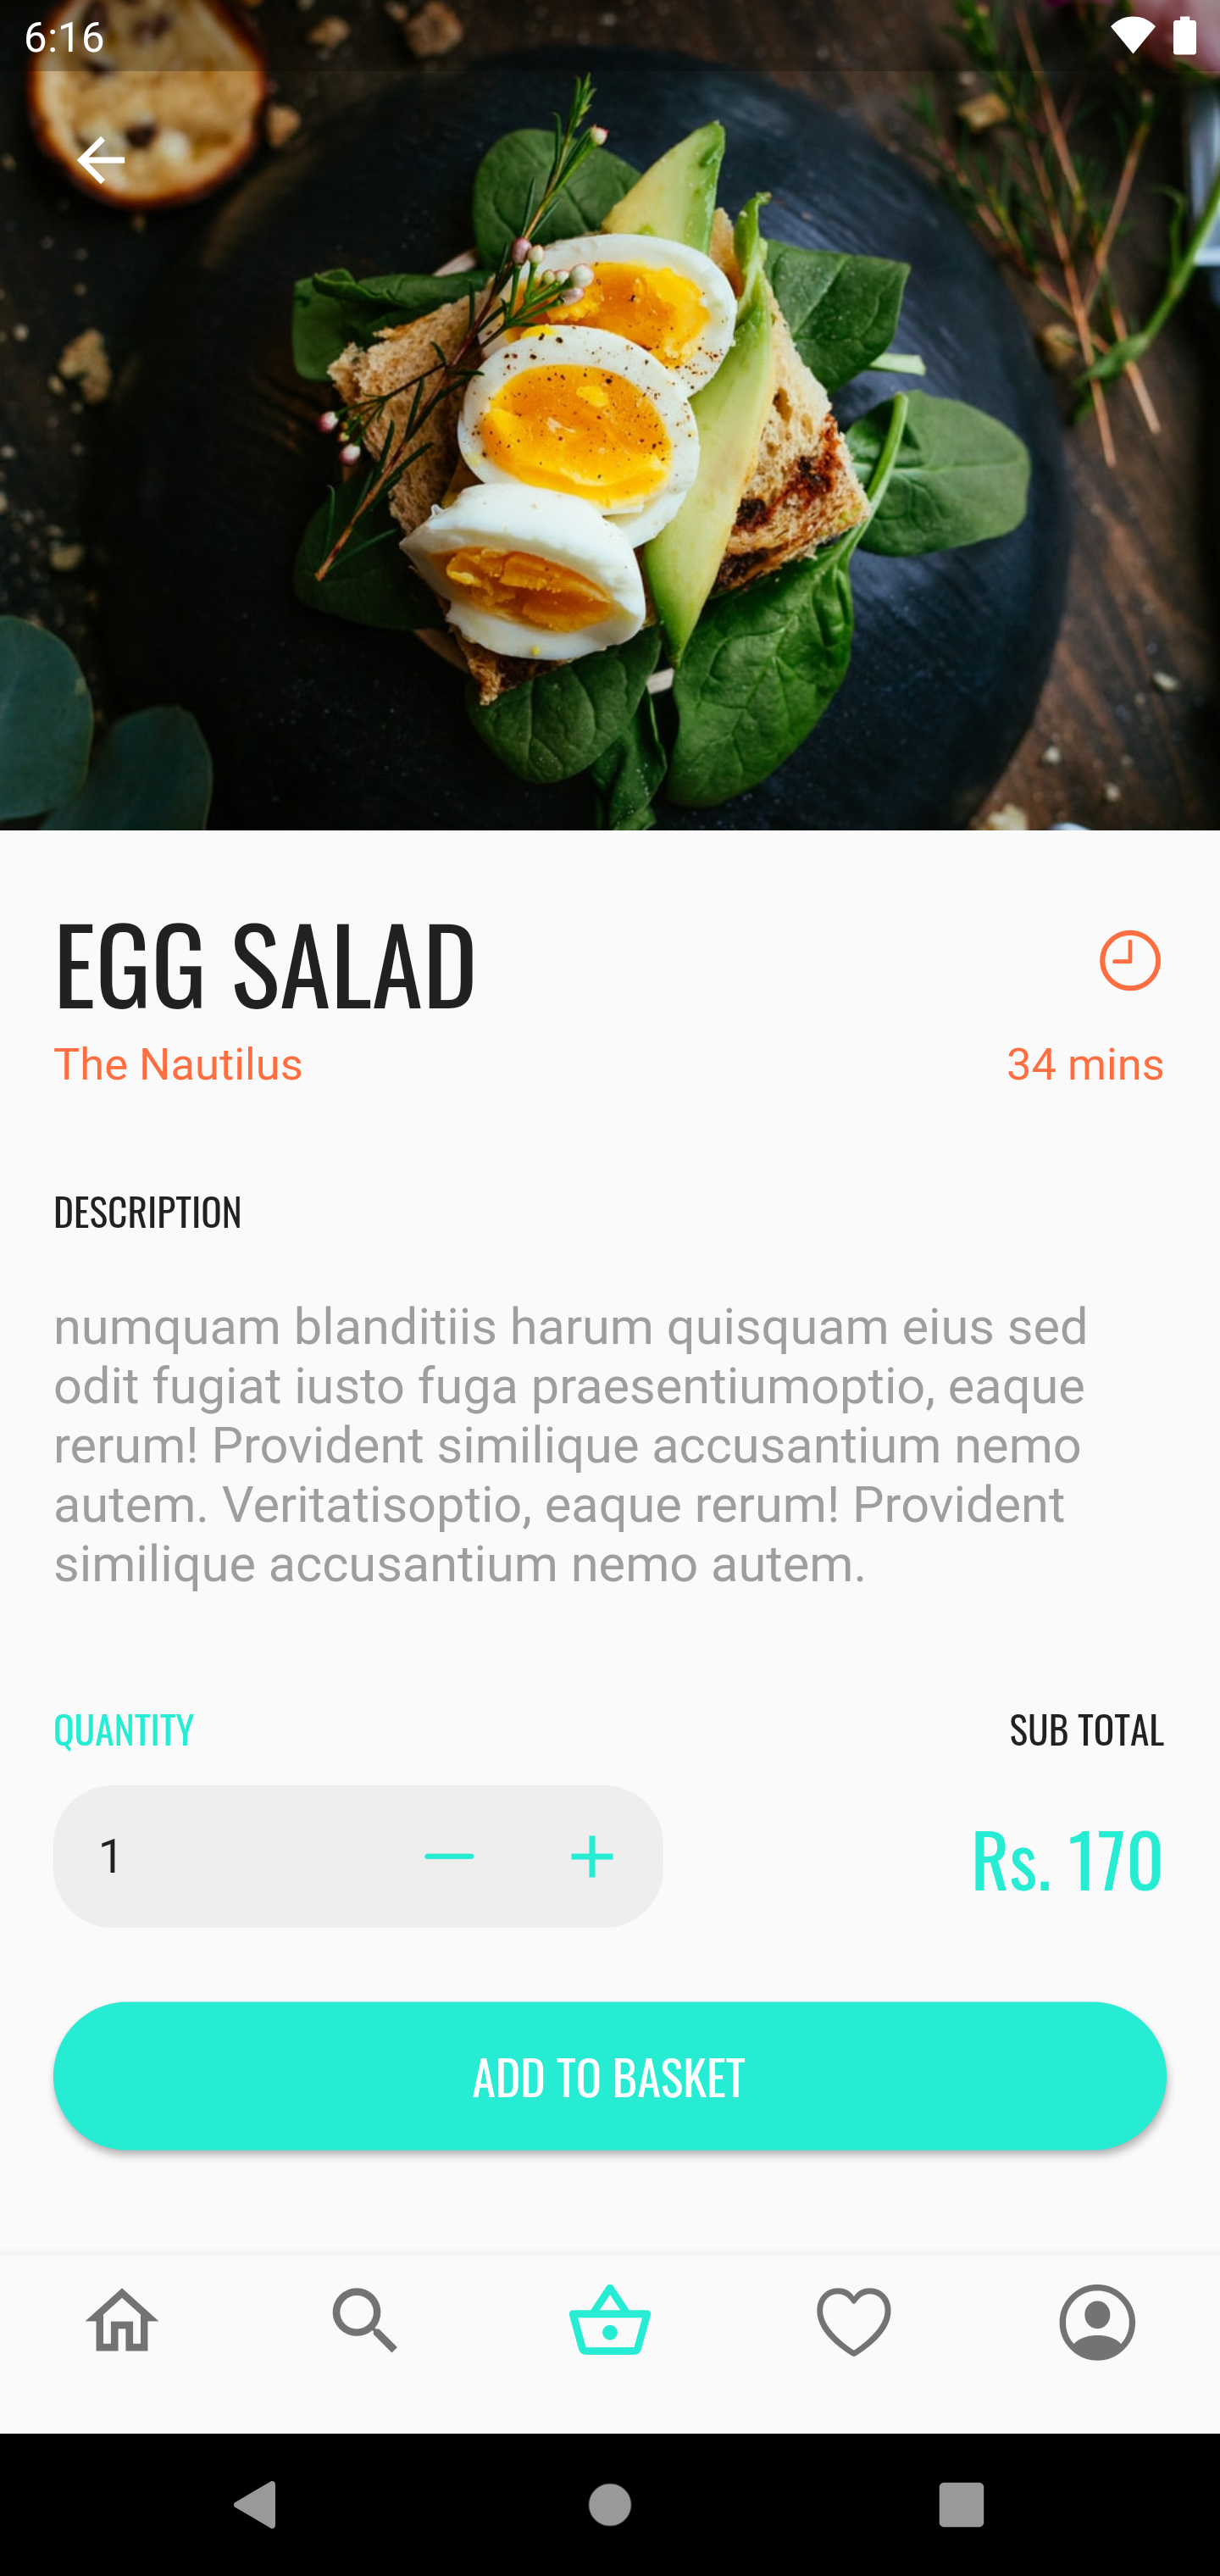 6:16
EGG SALAD
The Nautilus
34 mins
DESCRIPTION
numquam blanditiis harum quisquam eius sed
odit fugiat iusto fuga praesentiumoptio, eaque
rerum! Provident similique accusantium nemo
autem. Veritatisoptio, eaque rerum! Provident
similique accusantium nemo autem.
QUANTITY
SUB TOTAL
1
Rs. 170
ADD TO BASKET